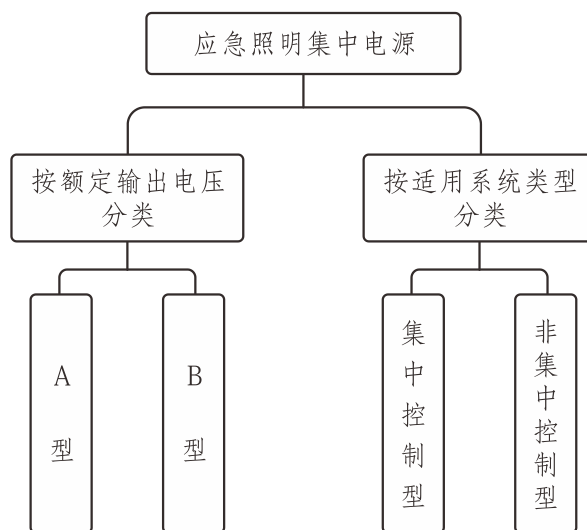 应急照明集中电源
按额定输出电压
分类
按适用系统类型
分类
A型
B型
集中控制型
非集中控制型